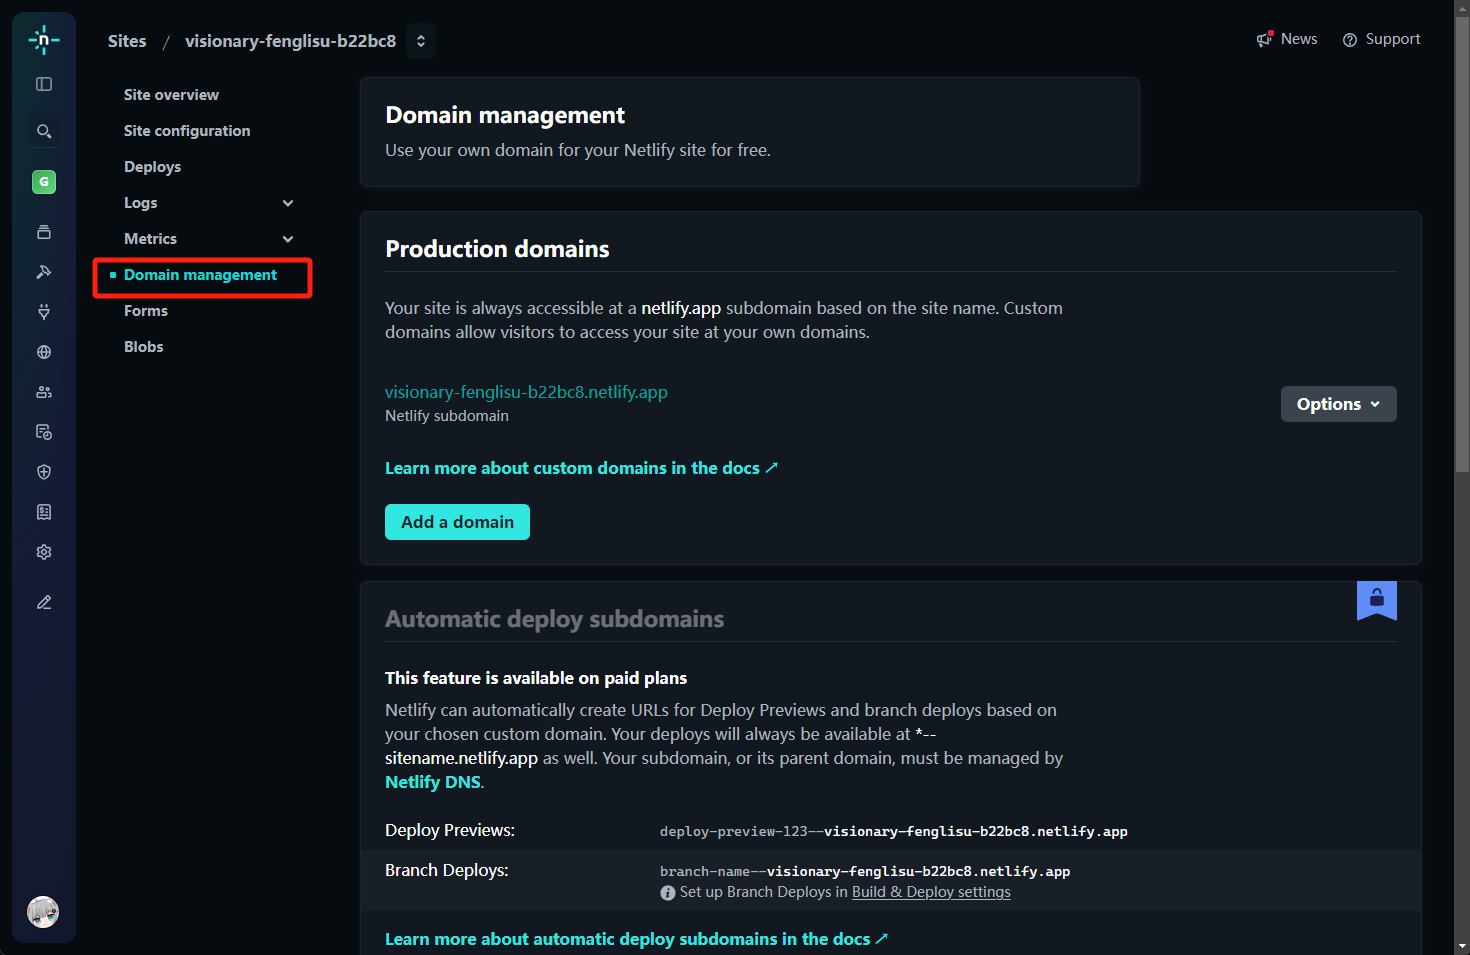 Sites / visionary-fenglisu-b22bc8
News
Support
G
Site overview
Site configuration
Deploys
Logs
Metrics
Domain management
Forms
Blobs
Domain management
Use your own domain for your Netlify site for free.
Production domains
Your site is always accessible at a netlify.app subdomain based on the site name. Custom
domains allow visitors to access your site at your own domains.
visionary-fenglisu-b22bc8.netlify.app
Netlify subdomain
Options
Learn more about custom domains in the docs
Add a domain
Automatic deploy subdomains
This feature is available on paid plans
Netlify can automatically create URLs for Deploy Previews and branch deploys based on
your chosen custom domain. Your deploys will always be available at *--
sitename.netlify.app as well. Your subdomain, or its parent domain, must be managed by
Netlify DNS.
Deploy Previews:
deploy-preview-123--visionary-fenglisu-b22bc8.netlify.app
Branch Deploys:
branch-name--visionary-fenglisu-b22bc8.netlify.app
Set up Branch Deploys in Build & Deploy settings
Learn more about automatic deploy subdomains in the docs